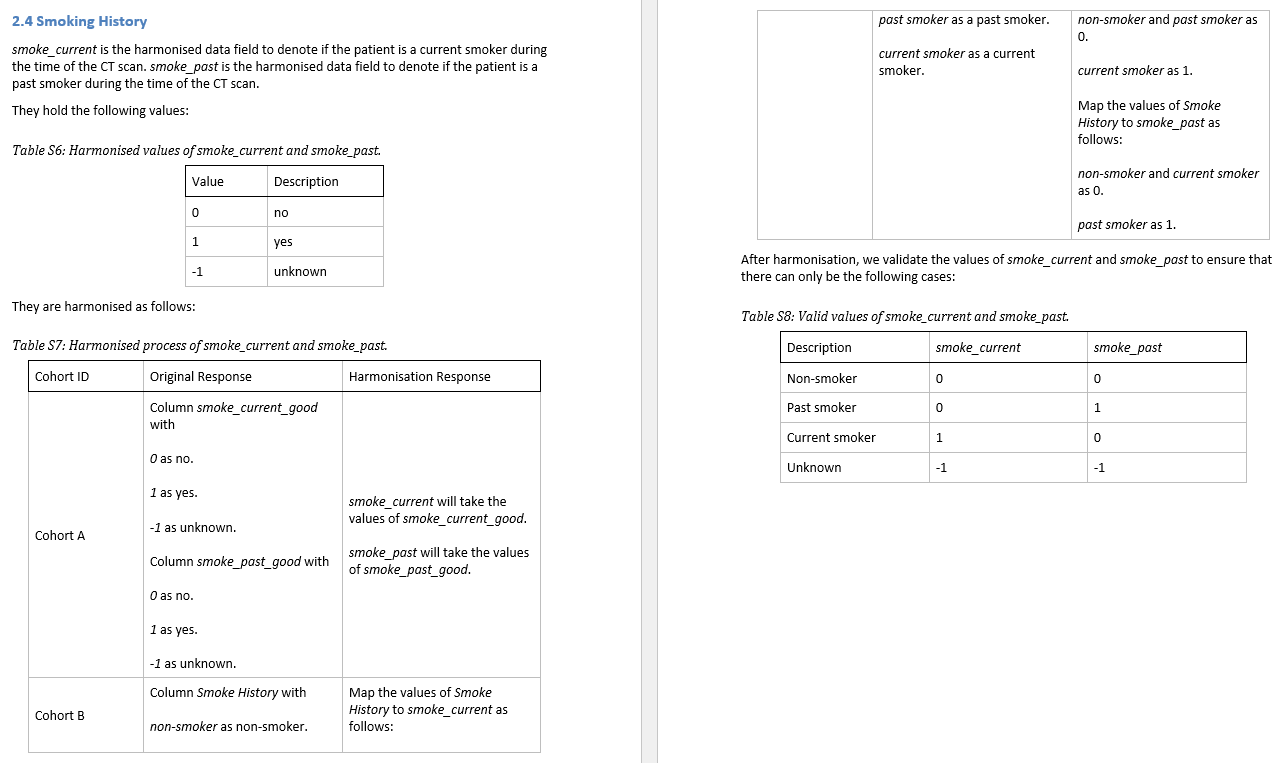 2.4 Smoking History
smoke_current is the harmonised data field to denote if the patient is a current smoker during
the time of the CT scan. smoke_past is the harmonised data field to denote if the patient is a
past smoker during the time of the CT scan.
They hold the following values:
Table S6: Harmonised values of smoke_current and smoke_past.
Value Description
0 no
1 yes
-1 unknown
They are harmonised as follows:
Table S7: Harmonised process of smoke_current and smoke_past.
Cohort ID Original Response Harmonisation Response
Cohort A
Column smoke_current_good
with
0 as no.
1 as yes.
-1 as unknown.
Column smoke_past_good with
0 as no.
1 as yes.
-1 as unknown.
smoke_current will take the
values of smoke_current_good.
smoke_past will take the values
of smoke_past_good.
Cohort B
Column Smoke History with
non-smoker as non-smoker.
Map the values of Smoke
History to smoke_current as
follows:
past smoker as a past smoker.
current smoker as a current
smoker.
non-smoker and past smoker as
0.
current smoker as 1.
Map the values of Smoke
History to smoke_past as
follows:
non-smoker and current smoker
as 0.
past smoker as 1.
After harmonisation, we validate the values of smoke_current and smoke_past to ensure that
there can only be the following cases:
Table S8: Valid values of smoke_current and smoke_past.
Description smoke_current smoke_past
Non-smoker 0 0
Past smoker 0 1
Current smoker 1 0
Unknown -1 -1